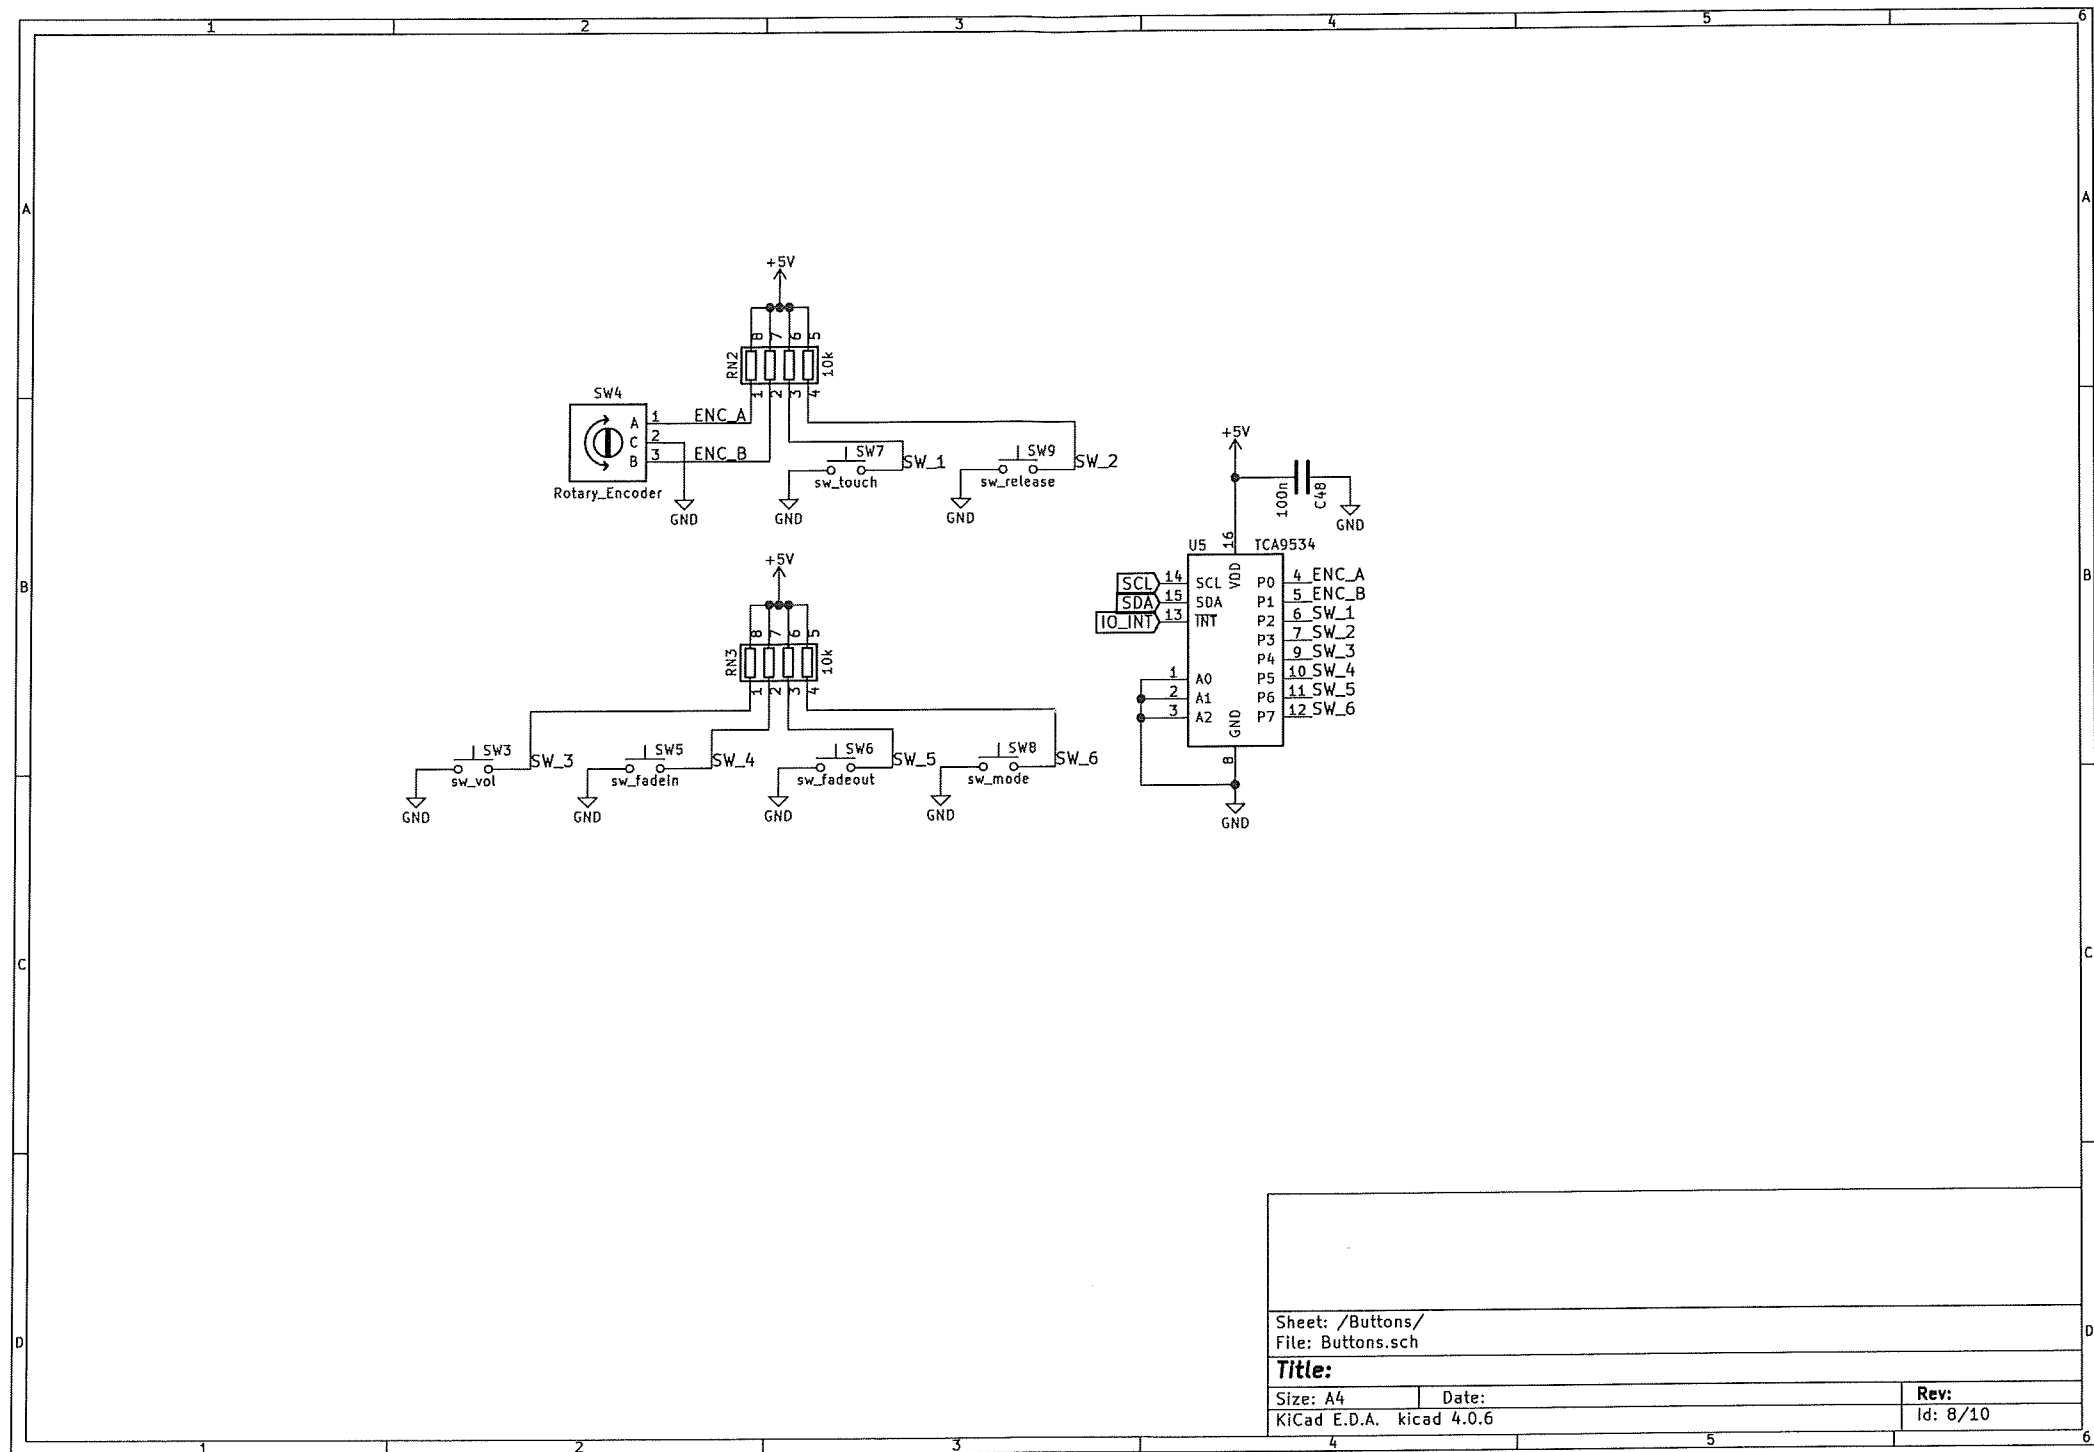 1 2 3 4 5 6
A A
+5V
8 7 6 5
RN2 10k
1 2 3 4
SW4
A 1 ENC_A
C 2
B 3 ENC_B
Rotary_Encoder
GND
SW7 SW_1
sw_touch
GND
SW9 SW_2
sw_release
GND
+5V
100n C48
GND
B B
+5V
8 7 6 5
RN3 10k
1 2 3 4
SW3 SW_3
sw_vol
GND
SW5 SW_4
sw_fadein
GND
SW6 SW_5
sw_fadeout
GND
SW8 SW_6
sw_mode
GND
U5 16 TCA9534
VDD
SCL 14 SCL P0 4 ENC_A
SDA 15 SDA P1 5 ENC_B
IO_INT 13 INT P2 6 SW_1
P3 7 SW_2
P4 9 SW_3
1 A0 P5 10 SW_4
2 A1 P6 11 SW_5
3 A2 P7 12 SW_6
GND
8
GND
C C
Sheet: /Buttons/
File: Buttons.sch
D D
Title:
Size: A4 Date: Rev:
KiCad E.D.A. kicad 4.0.6 Id: 8/10
1 2 3 4 5 6